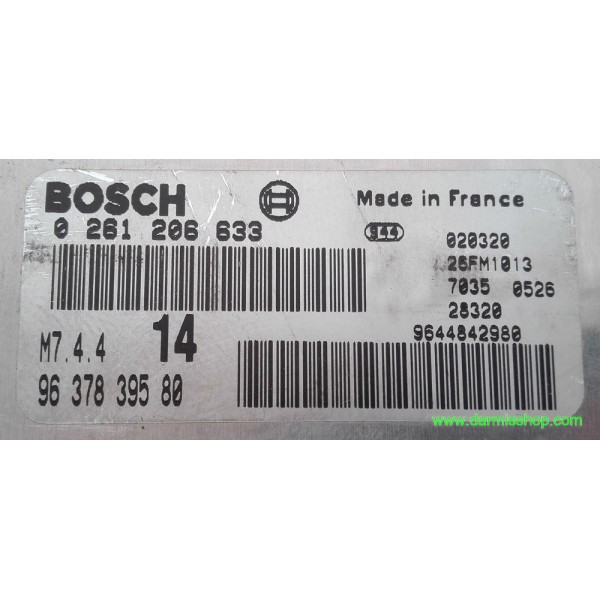 BOSCH
Made in France
0 261 206 633
944
020320
26FM1013
7035 0526
28320
9644842980
M7.4.4 14
96 378 395 80
www.darmisshop.com